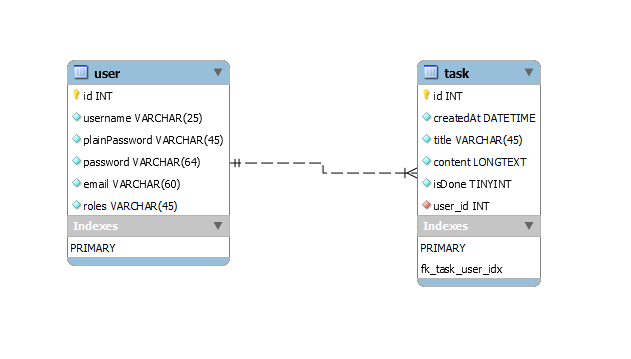 user
id INT
username VARCHAR(25)
plainPassword VARCHAR(45)
password VARCHAR(64)
email VARCHAR(60)
roles VARCHAR(45)
Indexes
PRIMARY
task
id INT
createdAt DATETIME
title VARCHAR(45)
content LONGTEXT
isDone TINYINT
user_id INT
Indexes
PRIMARY
fk_task_user_idx